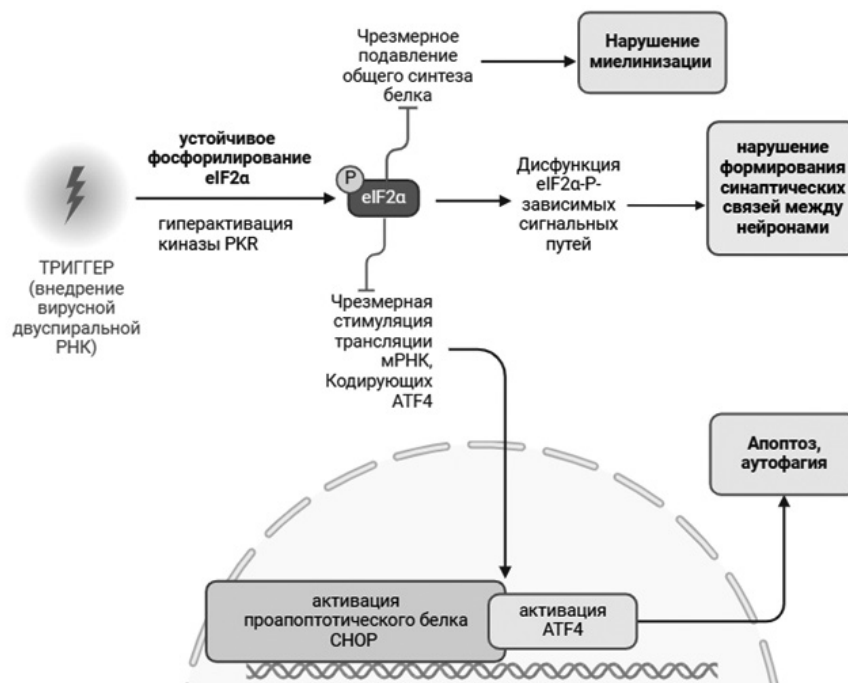 Чрезмерное
подавление
общего синтеза
белка
Нарушение
миелинизации
устойчивое
фосфорилирование
eIF2α
гиперактивация
киназы PKR
P
eIF2α
Дисфункция
eIF2α-P-
зависимых
сигнальных
путей
нарушение
формирования
синаптических
связей между
нейронами
ТРИГГЕР
(внедрение
вирусной
двуспиральной
РНК)
Чрезмерная
стимуляция
трансляции
мРНК,
Кодирующих
ATF4
Апоптоз,
аутофагия
активация
проапоптотического белка
CHOP
активация
ATF4